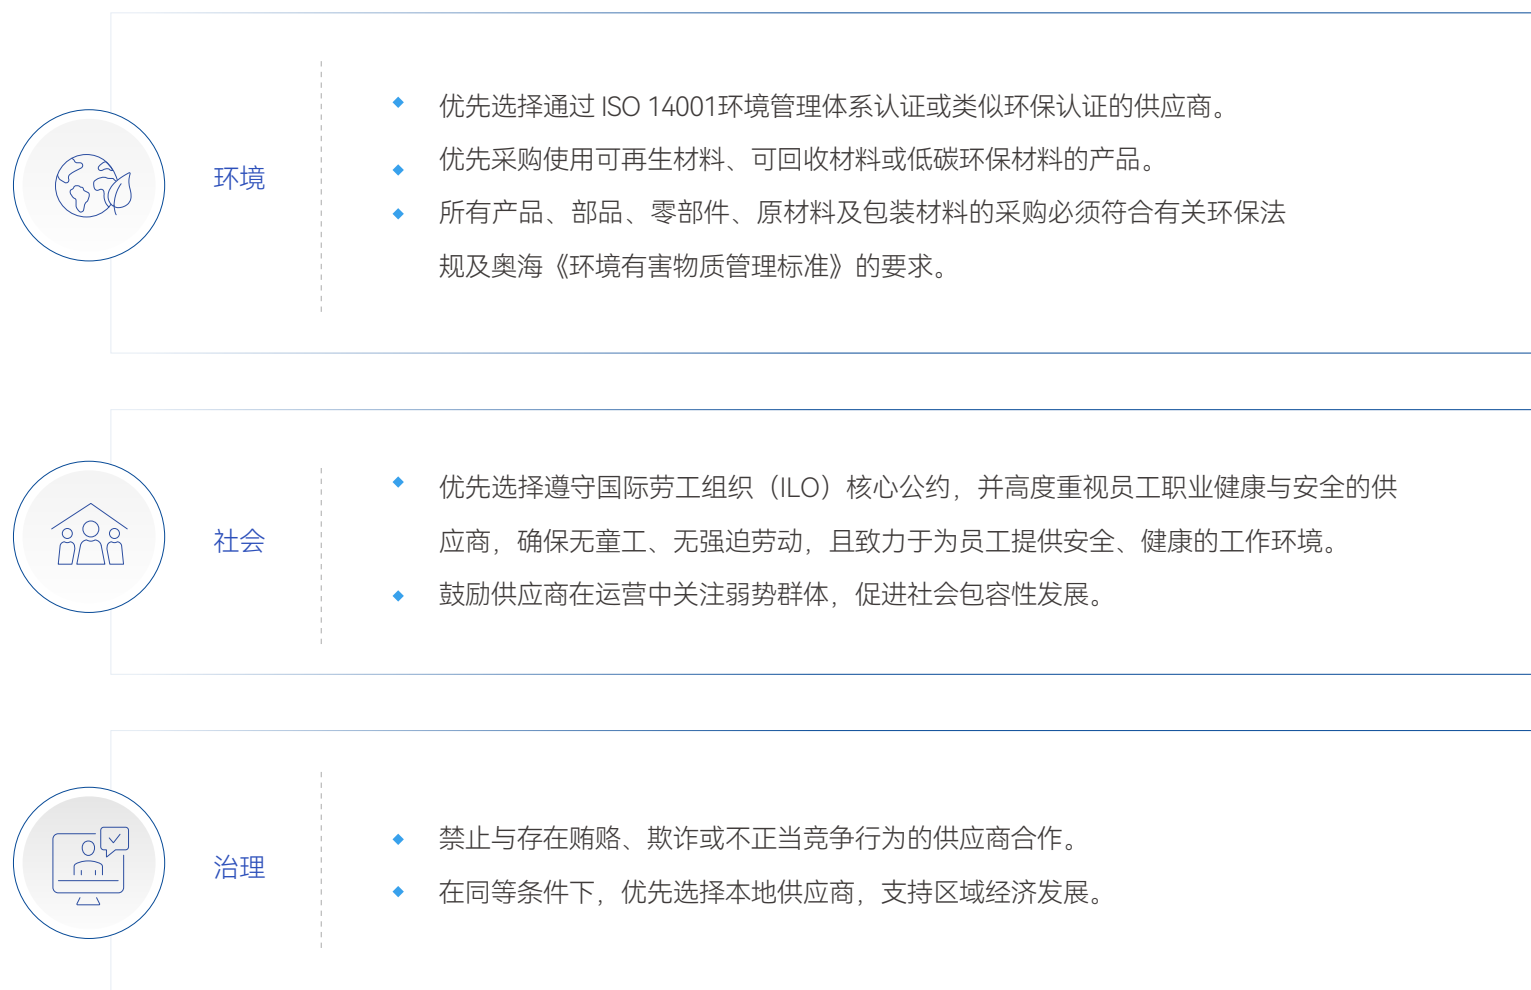 环境
优先选择通过 ISO 14001环境管理体系认证或类似环保认证的供应商。
优先采购使用可再生材料、可回收材料或低碳环保材料的产品。
所有产品、部品、零部件、原材料及包装材料的采购必须符合有关环保法
规及奥海《环境有害物质管理标准》的要求。
社会
优先选择遵守国际劳工组织（ILO）核心公约，并高度重视员工职业健康与安全的供
应商，确保无童工、无强迫劳动，且致力于为员工提供安全、健康的工作环境。
鼓励供应商在运营中关注弱势群体，促进社会包容性发展。
治理
禁止与存在贿赂、欺诈或不正当竞争行为的供应商合作。
在同等条件下，优先选择本地供应商，支持区域经济发展。